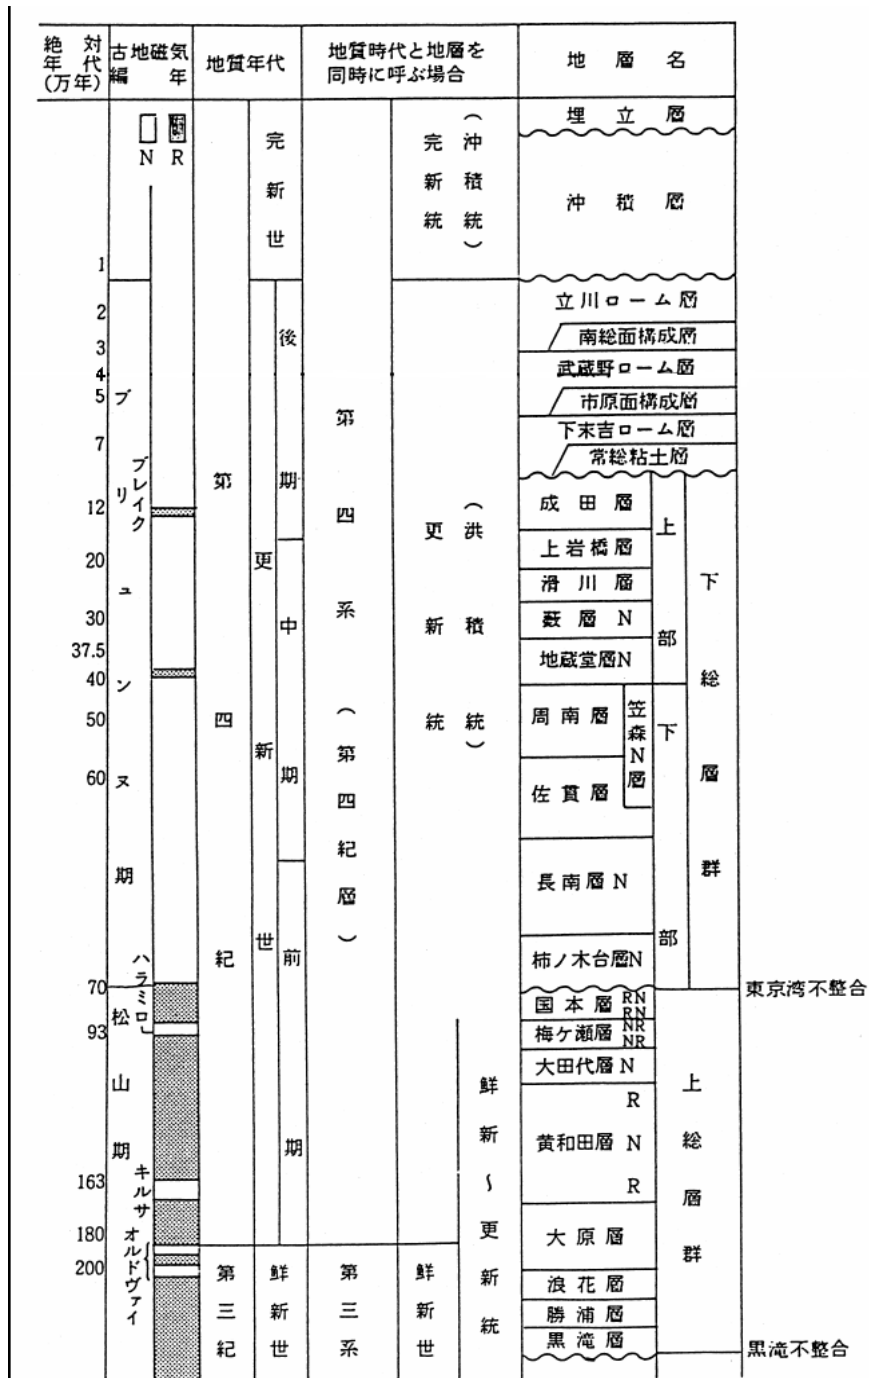 絶対年代(万年)
古地磁気編年
地質年代
地質時代と地層を同時に呼ぶ場合
地層名
N R
1
2
3
4
5
7
12
20
30
37.5
40
50
60
70
93
163
180
200
ブリュンヌ期
ブレイク
松山期
ハラミロ
キルサ
オルドヴァイ
第四紀
第三紀
完新世
更新世
後期
中期
前期
鮮新世
第四系(第四紀層)
第三系
完新統(沖積統)
更新統(洪積統)
鮮新世
鮮新~更新統
埋立層
沖積層
立川ローム層
南総面構成層
武蔵野ローム層
市原面構成層
下末吉ローム層
常総粘土層
成田層
上岩橋層
滑川層
藪層 N
地蔵堂層N
周南層
笠森N層
佐貫層
長南層 N
柿ノ木台層N
国本層 RN RN
梅ケ瀬層 NR NR
大田代層 N
黄和田層 R N R
大原層
浪花層
勝浦層
黒滝層
上部
下部
下総層群
上総層群
東京湾不整合
黒滝不整合